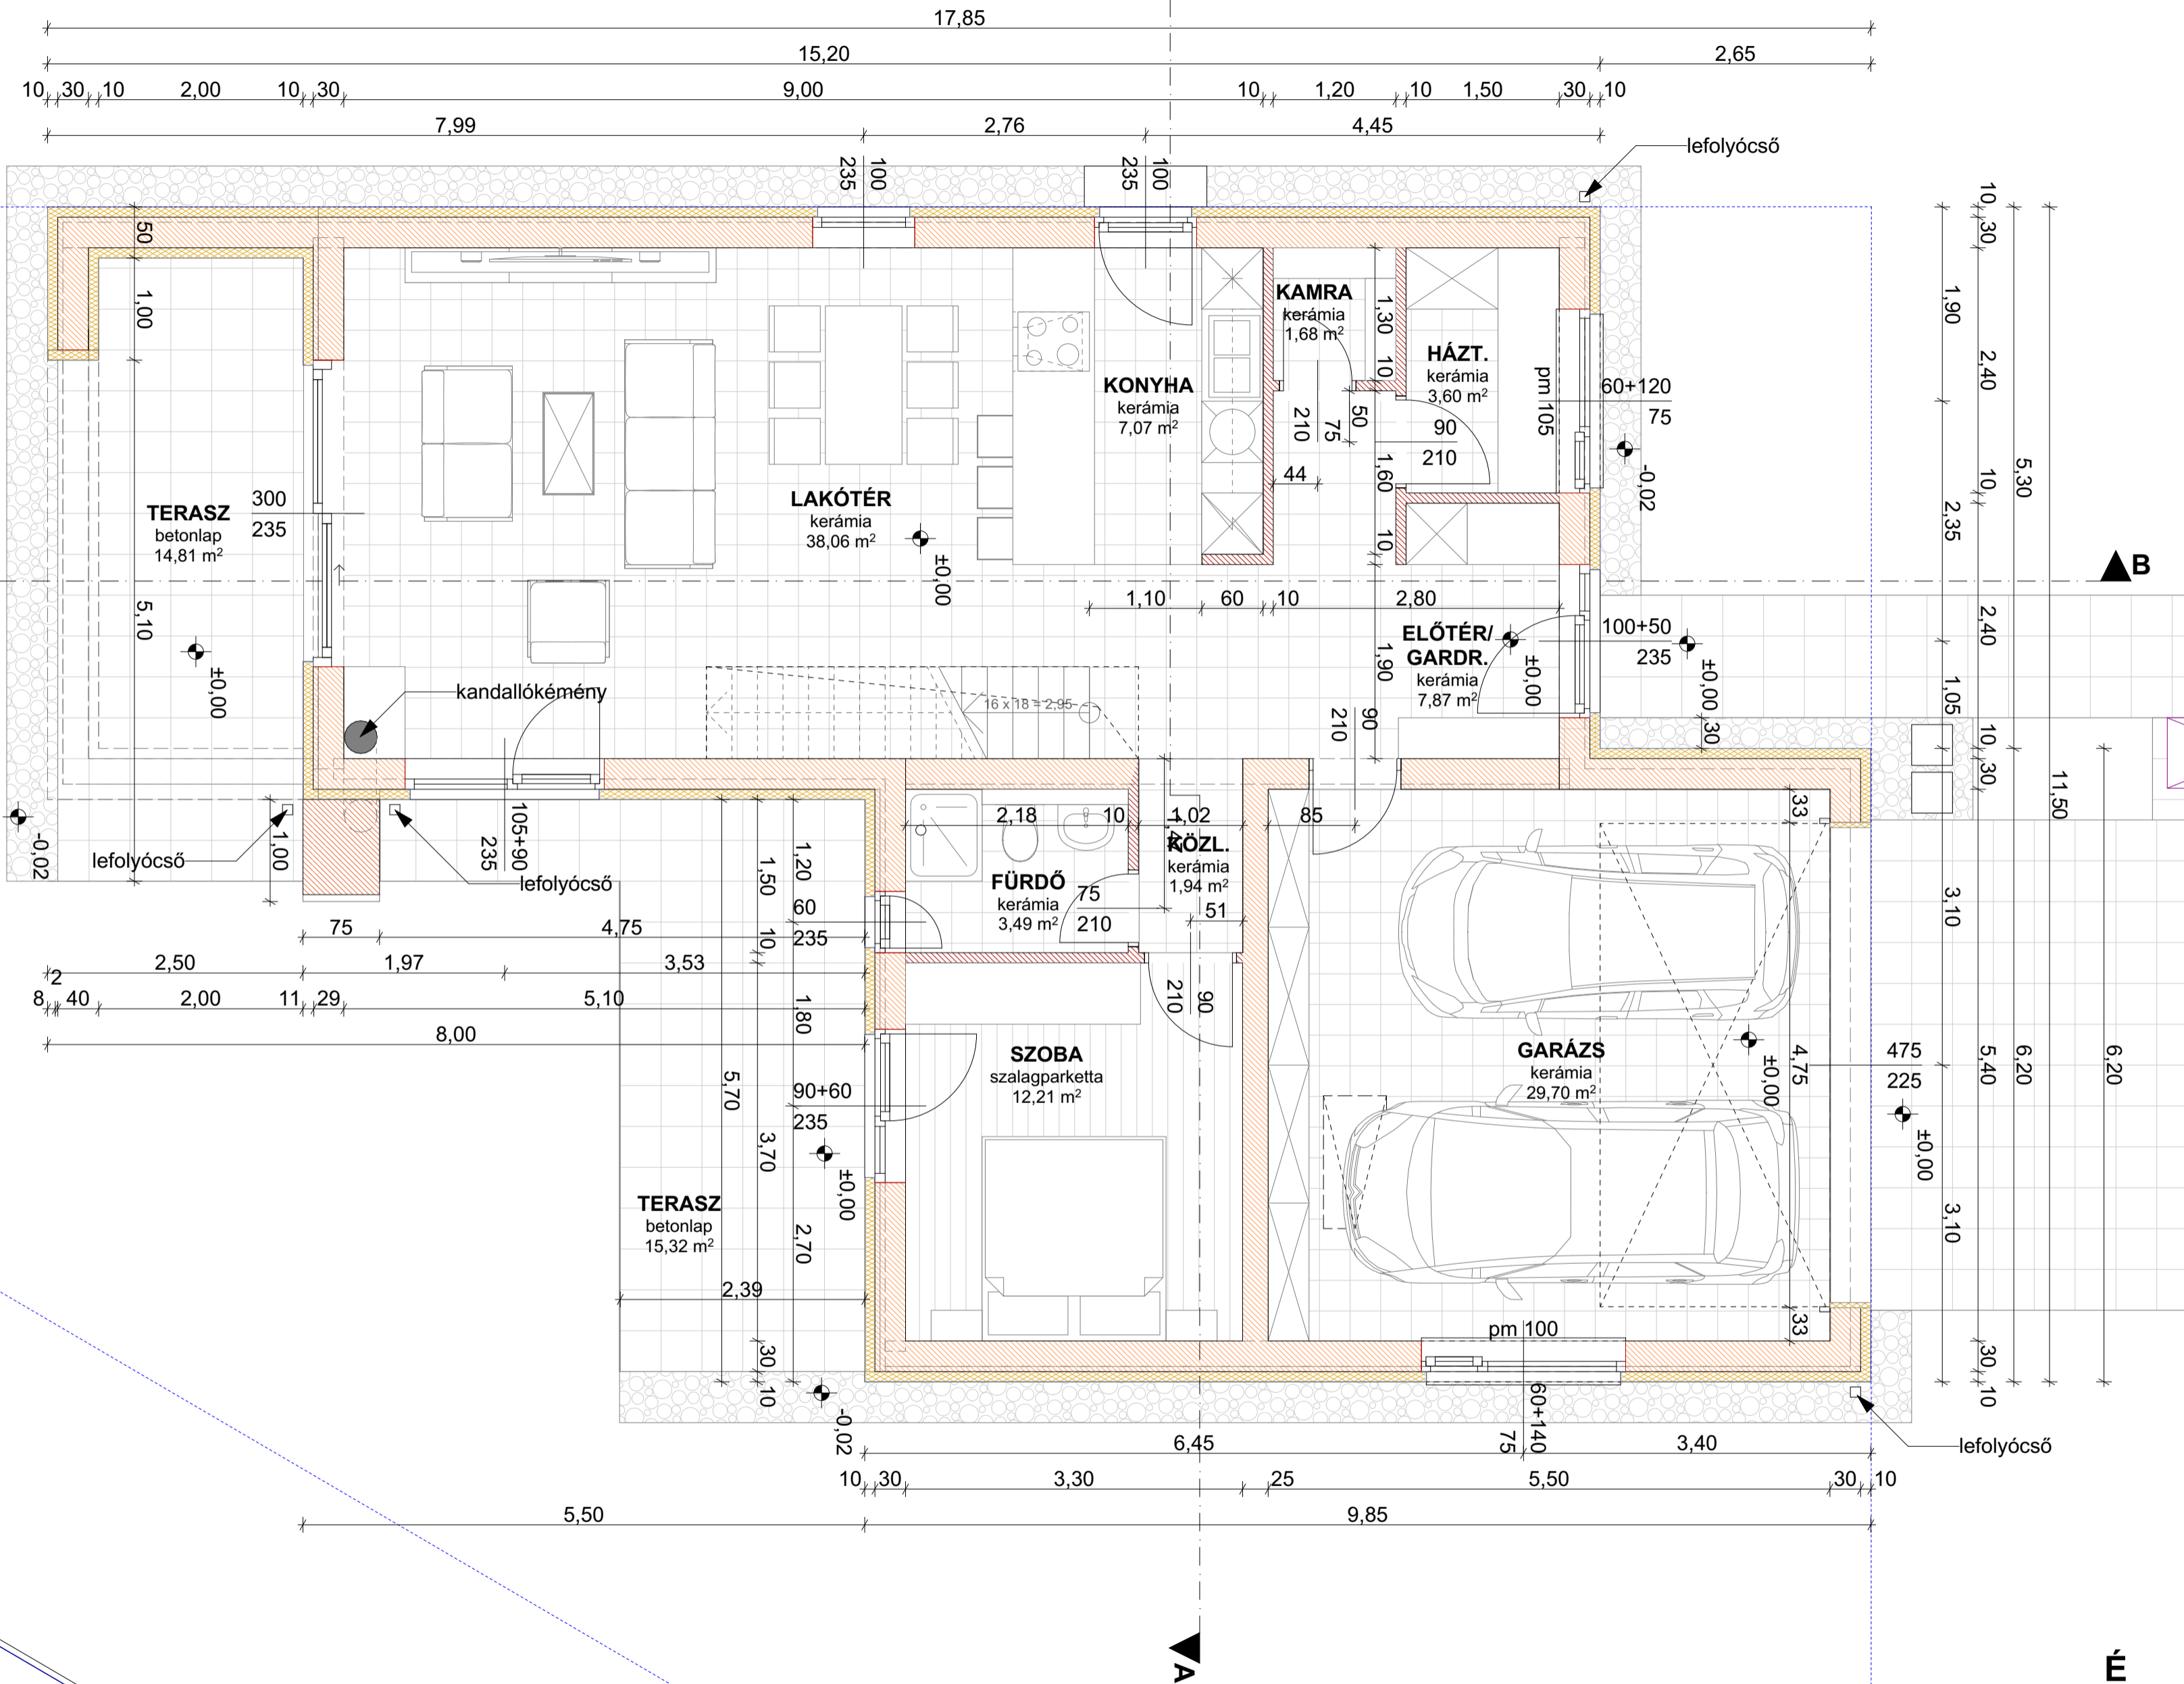 17,85
15,20 2,65
10 30 10 2,00 10 30 9,00 10 1,20 10 1,50 30 10
7,99 2,76 4,45
lefolyócső
235 100
235 100
50
1,00
5,10
TERASZ
betonlap
14,81 m²
300
235
±0,00
-0,02
LAKÓTÉR
kerámia
38,06 m²
±0,00
KONYHA
kerámia
7,07 m²
KAMRA
kerámia
1,68 m²
1,30
10
210 75
50
44
1,60
10
HÁZT.
kerámia
3,60 m²
90
210
pm 105
60+120
75
-0,02
1,10 60 10 2,80
ELŐTÉR/
GARDR.
kerámia
7,87 m²
±0,00
1,90
100+50
235
±0,00
30
210 90
16 x 18 = 2,95
kandallókémény
lefolyócső
lefolyócső
1,00
235 105+90
75 4,75
2,50 1,97 3,53
2
8 40 2,00 11 29 5,10
8,00
1,20
1,50
10
1,80
5,70
3,70
2,70
30
10
2,39
60
235
90+60
235
±0,00
-0,02
TERASZ
betonlap
15,32 m²
2,18 10 1,02 85
FÜRDŐ
kerámia
3,49 m²
75
210
KÖZL.
kerámia
1,94 m²
51
210 90
SZOBA
szalagparketta
12,21 m²
GARÁZS
kerámia
29,70 m²
±0,00
33
4,75
33
475
225
±0,00
pm 100
75 60+140
10 30 1,90 2,40 10 2,35 5,30
2,40 1,05 10 30 11,50
3,10 5,40 6,20 6,20
3,10 30 10
B
lefolyócső
6,45 3,40
10 30 3,30 25 5,50 30 10
5,50 9,85
A
É